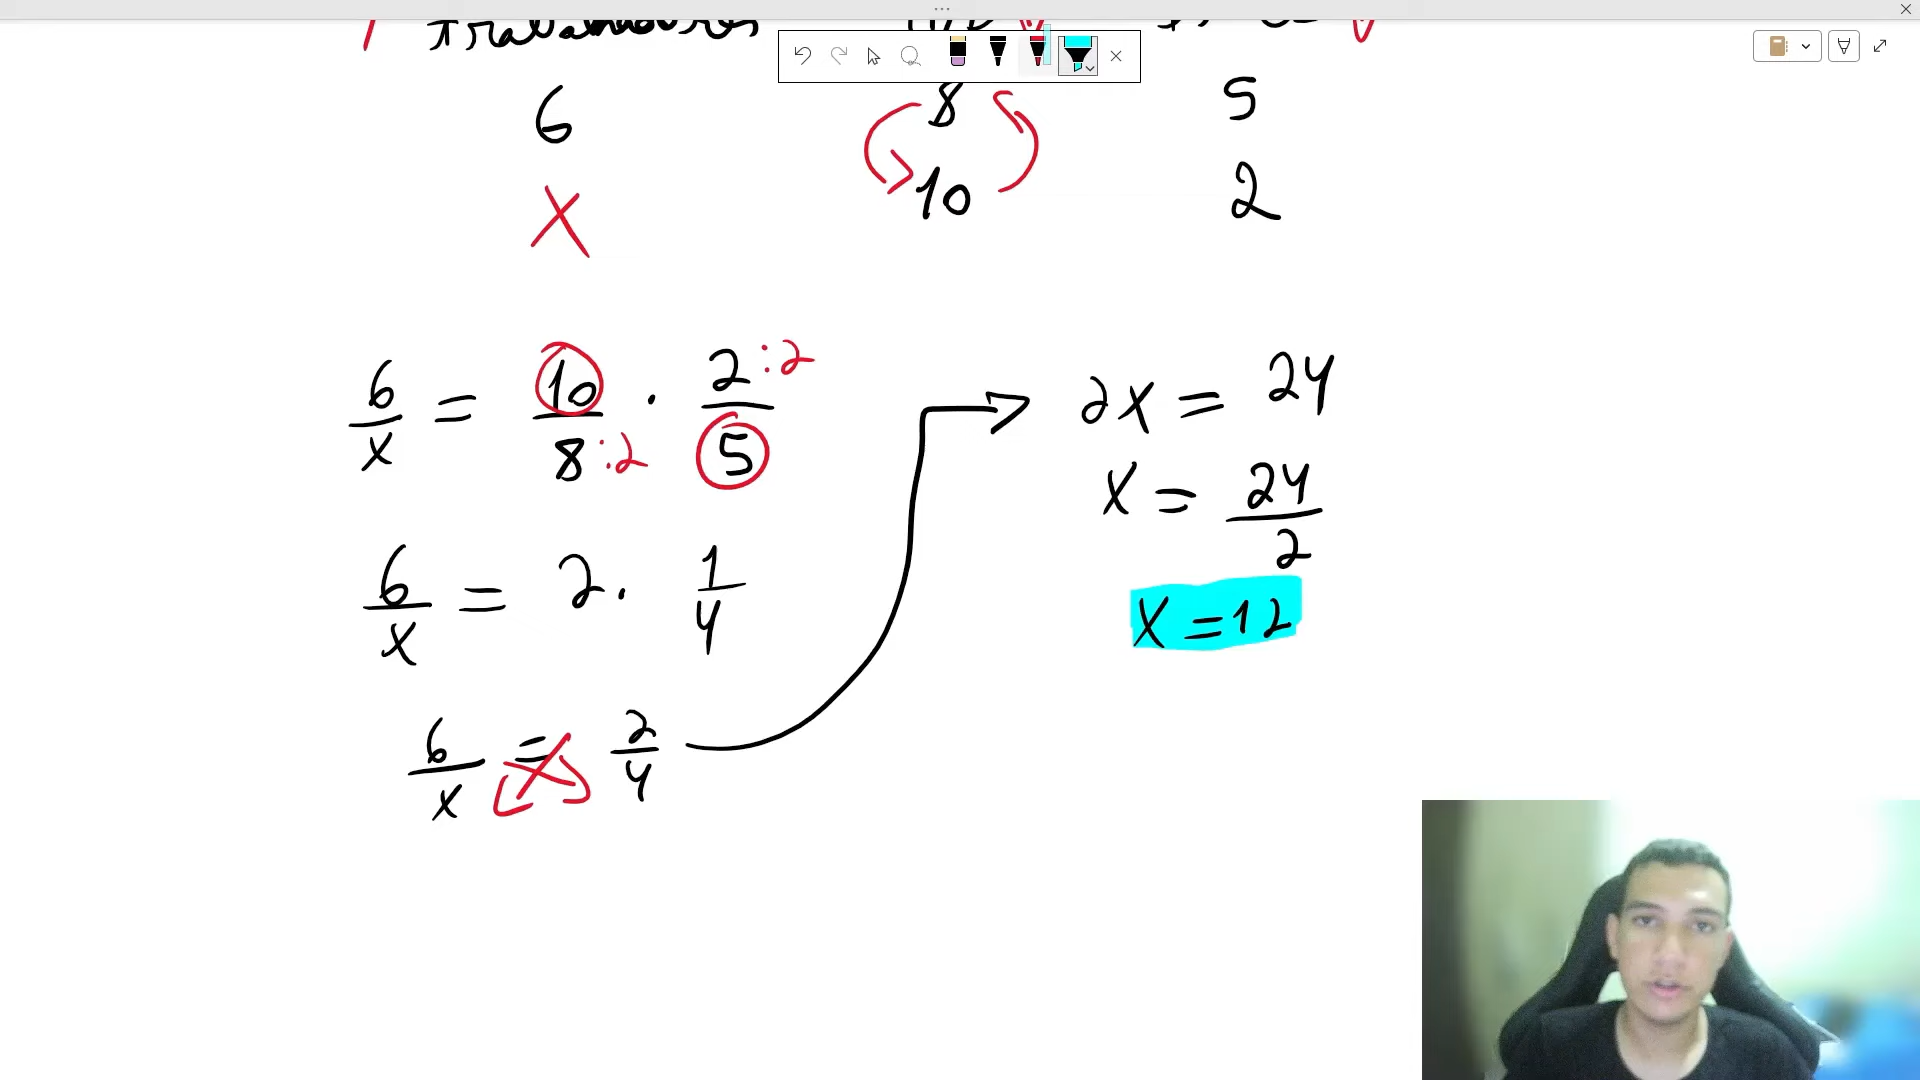 trabalhadores
6 8 5
X 10 2
6/x = 10/8 :2 · 2/5 :2
6/x = 2 · 1/4
6/x = 2/4
2x = 24
x = 24/2
x = 12